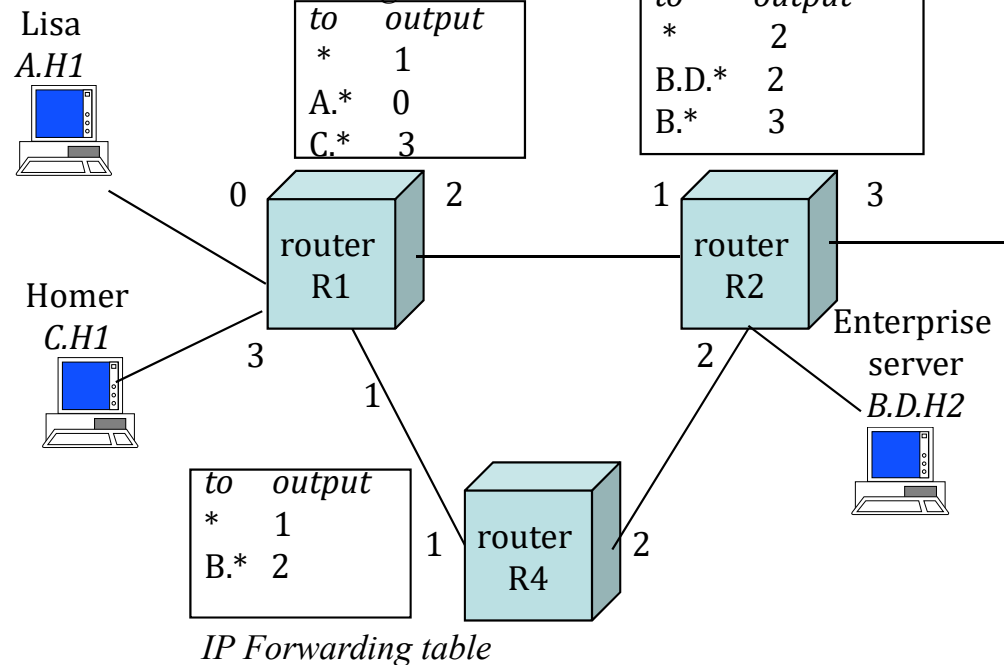 Lisa
A.H1
to output
* 1
A.* 0
C.* 3
to output
* 2
B.D.* 2
B.* 3
0
2
1
3
router
R1
router
R2
Homer
C.H1
3
1
2
Enterprise
server
B.D.H2
to output
* 1
B.* 2
1
router
R4
2
IP Forwarding table